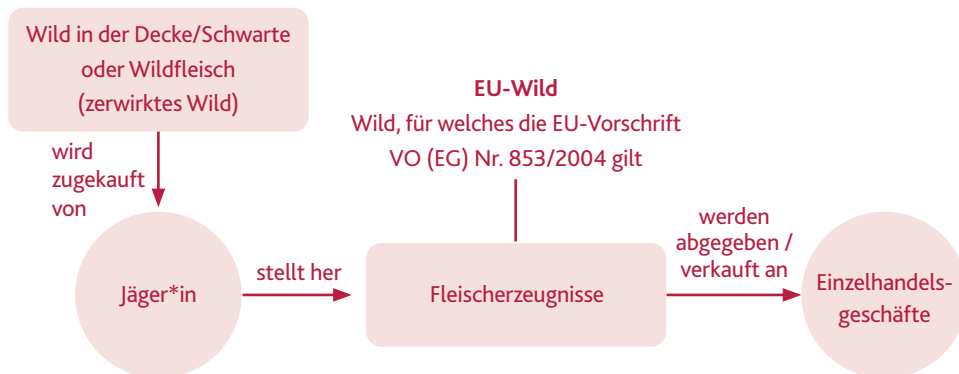 Wild in der Decke/Schwarte
oder Wildfleisch
(zerwirktes Wild)
EU-Wild
Wild, für welches die EU-Vorschrift
VO (EG) Nr. 853/2004 gilt
wird
zugekauft
von
Jäger*in
stellt her
Fleischerzeugnisse
werden
abgegeben /
verkauft an
Einzelhandels-
geschäfte